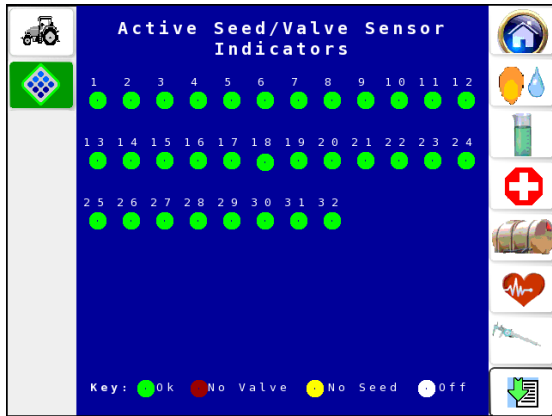 Active Seed/Valve Sensor
Indicators
1 2 3 4 5 6 7 8 9 10 11 12
13 14 15 16 17 18 19 20 21 22 23 24
25 26 27 28 29 30 31 32
Key: Ok No Valve No Seed Off